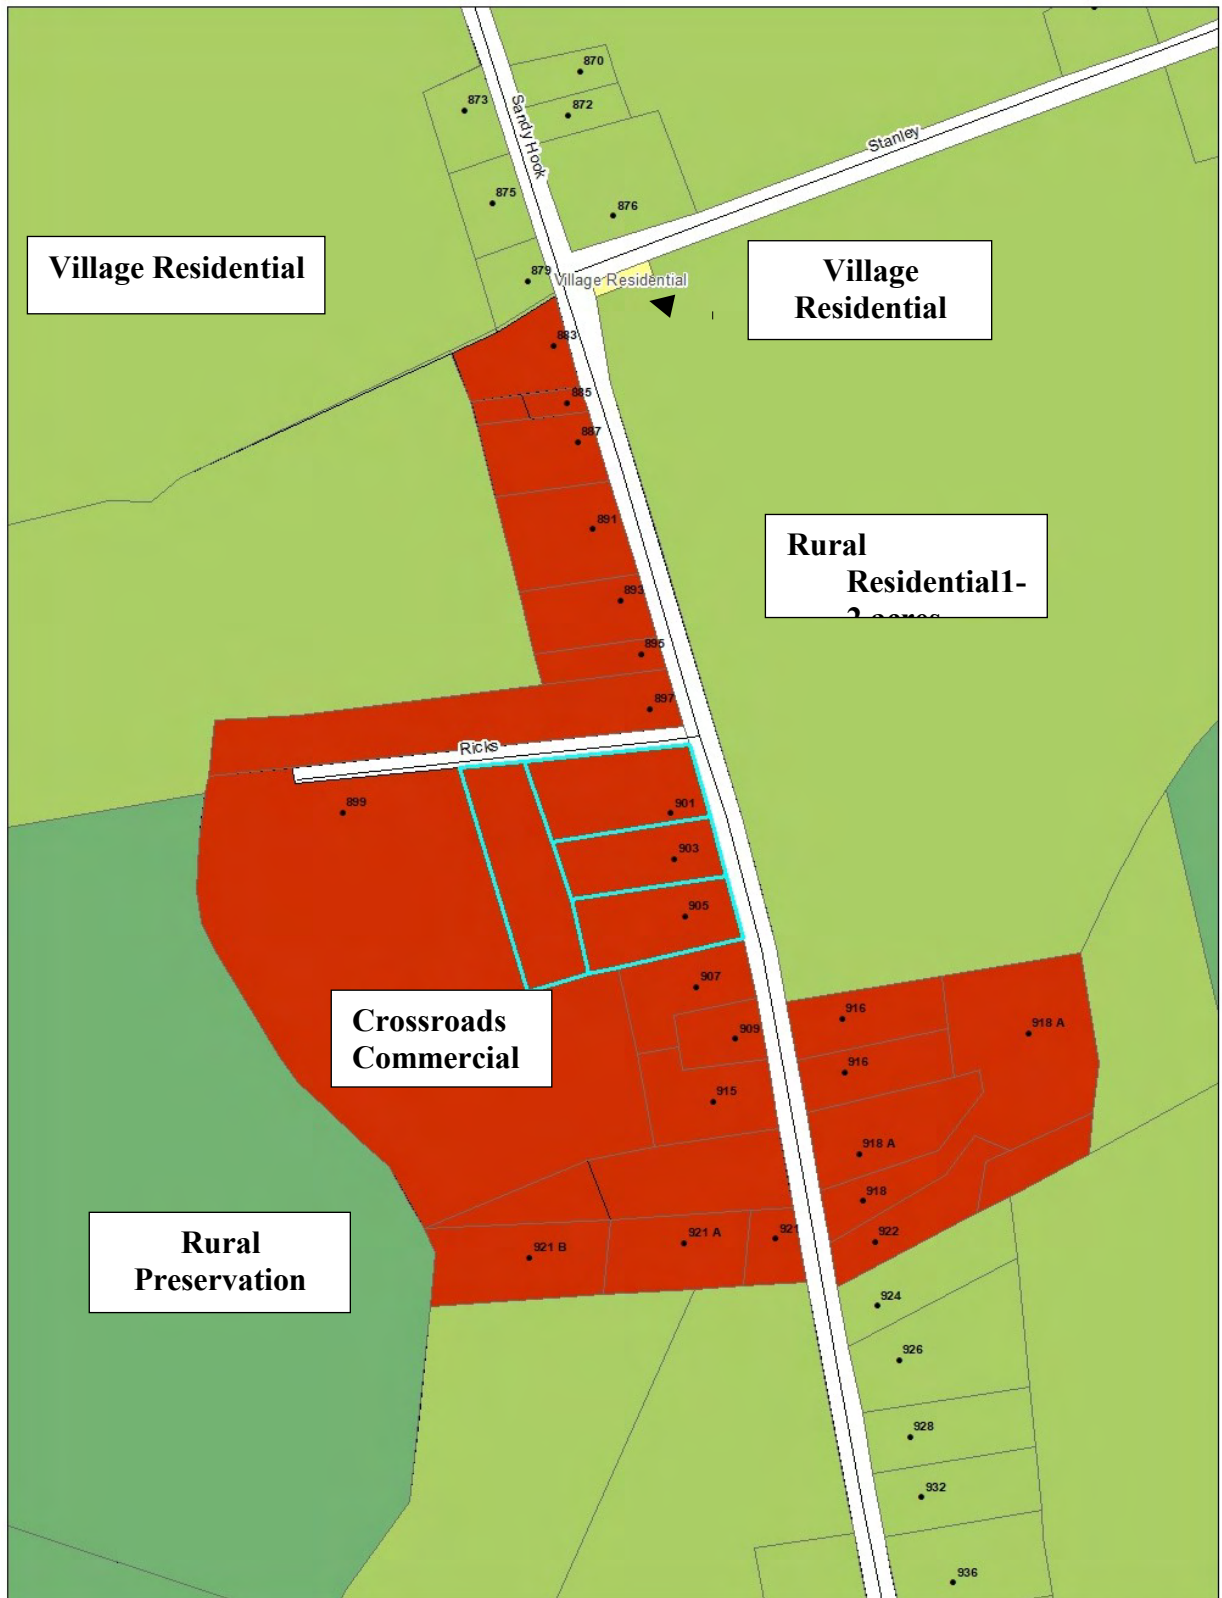 870
873
872
Sandy Hook
Stanley
875
876
Village Residential
Village
Residential
879
Village Residential
883
885
887
891
Rural
Residential1-
2 acres
893
895
897
Ricks
899
901
903
905
907
Crossroads
Commercial
909
916
918 A
916
915
918 A
918
Rural
Preservation
921 B
921 A
921
922
924
926
928
932
936